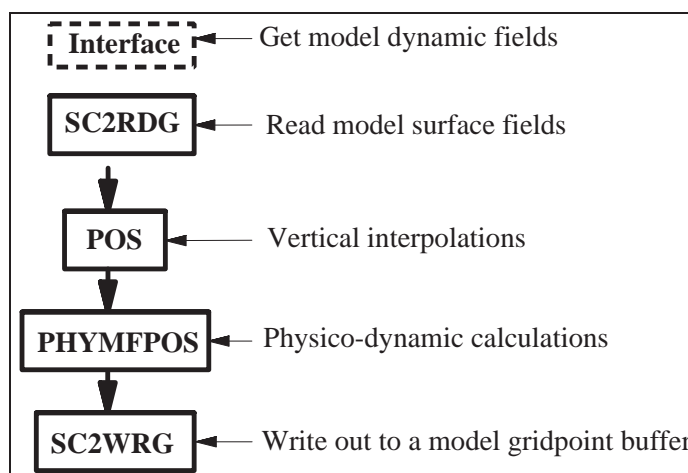 Interface Get model dynamic fields
SC2RDG Read model surface fields
POS Vertical interpolations
PHYMFPOS Physico-dynamic calculations
SC2WRG Write out to a model gridpoint buffer